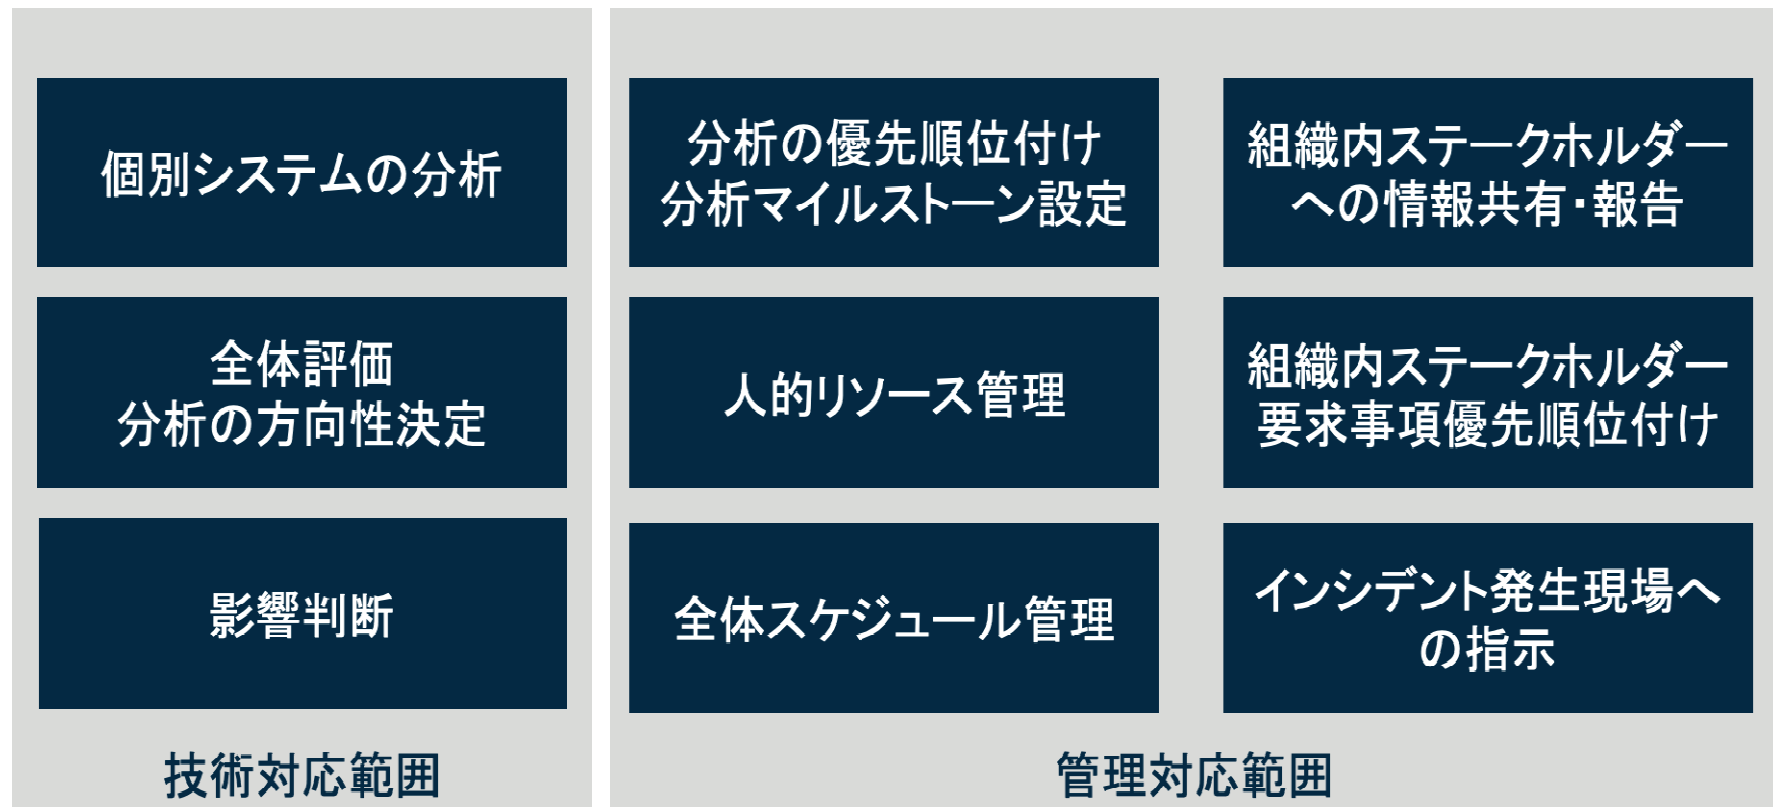 個別システムの分析
全体評価
分析の方向性決定
影響判断
技術対応範囲
分析の優先順位付け
分析マイルストーン設定
人的リソース管理
全体スケジュール管理
組織内ステークホルダー
への情報共有・報告
組織内ステークホルダー
要求事項優先順位付け
インシデント発生現場へ
の指示
管理対応範囲